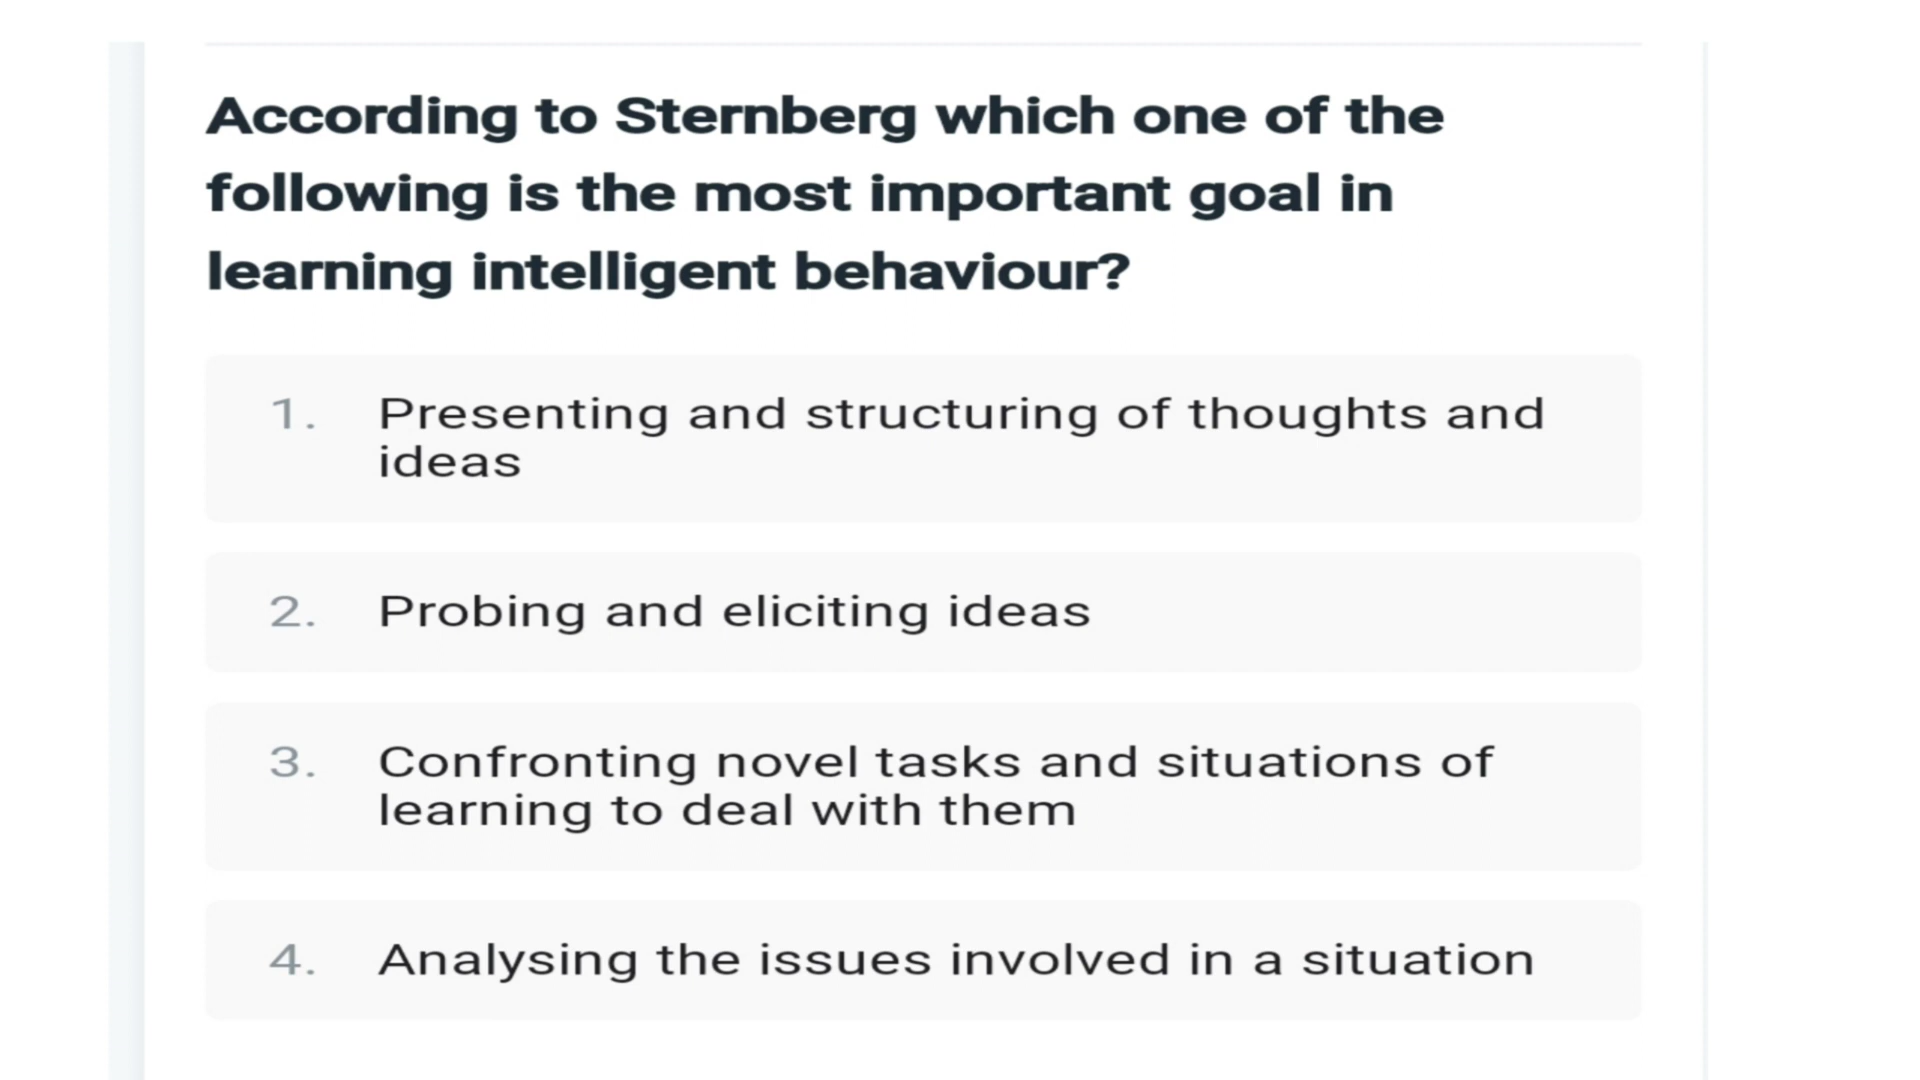 According to Sternberg which one of the
following is the most important goal in
learning intelligent behaviour?
1. Presenting and structuring of thoughts and
ideas
2. Probing and eliciting ideas
3. Confronting novel tasks and situations of
learning to deal with them
4. Analysing the issues involved in a situation